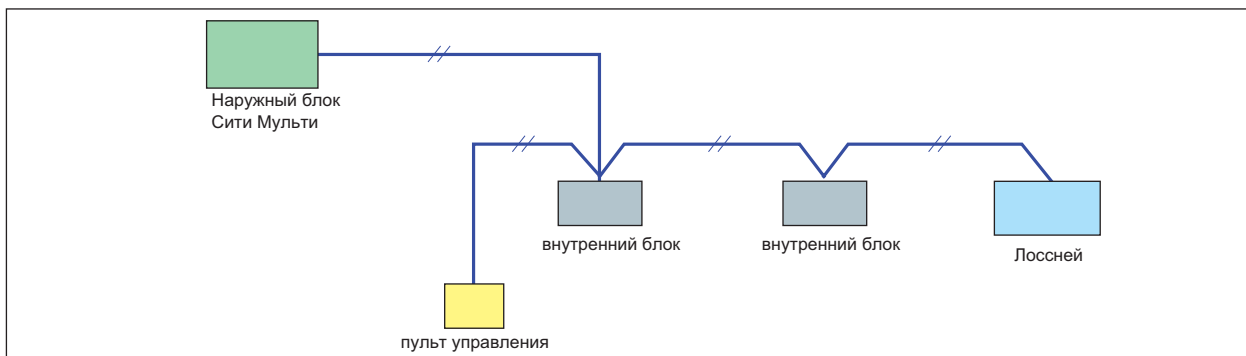 Наружный блок
Сити Мульти
внутренний блок
внутренний блок
Лоссней
пульт управления